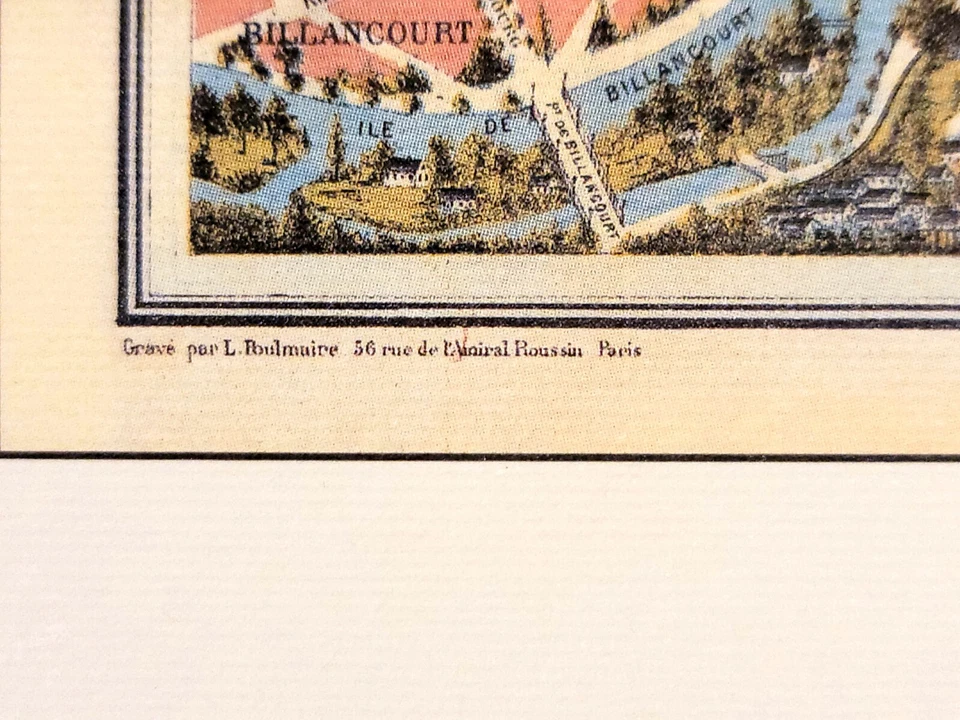 BILLANCOURT
ILE DE BILLANCOURT
Pt DE BILLANCOURT
Gravé par L. Poulmaire 56 rue de l'Amiral Roussin Paris